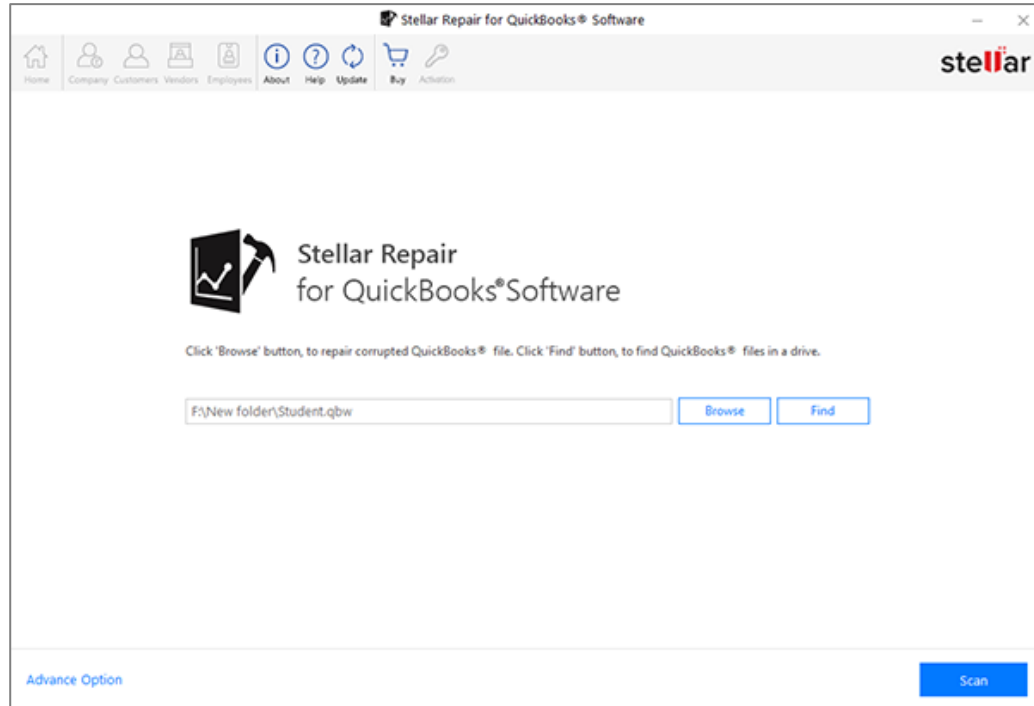 Stellar Repair for QuickBooks® Software
stellar
Home Company Customers Vendors Employees About Help Update Buy Activation
Stellar Repair
for QuickBooks® Software
Click 'Browse' button, to repair corrupted QuickBooks® file. Click 'Find' button, to find QuickBooks® files in a drive.
F:\New folder\Student.qbw Browse Find
Advance Option Scan